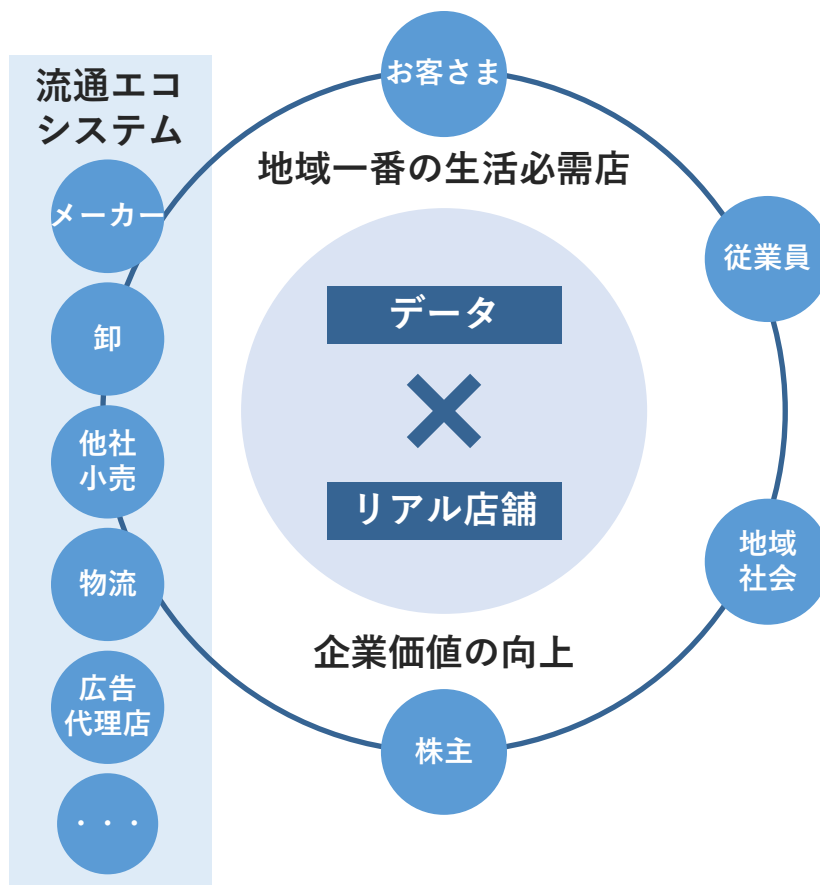 お客さま
流通エコ
システム
地域一番の生活必需店
メーカー
従業員
データ
卸
×
他社
小売
リアル店舗
地域
社会
物流
企業価値の向上
広告
代理店
株主
・・・